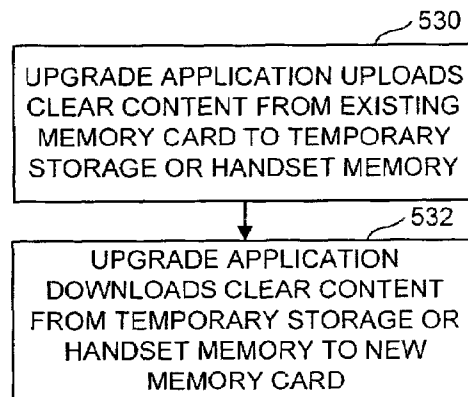 530
UPGRADE APPLICATION UPLOADS
CLEAR CONTENT FROM EXISTING
MEMORY CARD TO TEMPORARY
STORAGE OR HANDSET MEMORY
532
UPGRADE APPLICATION
DOWNLOADS CLEAR CONTENT
FROM TEMPORARY STORAGE OR
HANDSET MEMORY TO NEW
MEMORY CARD